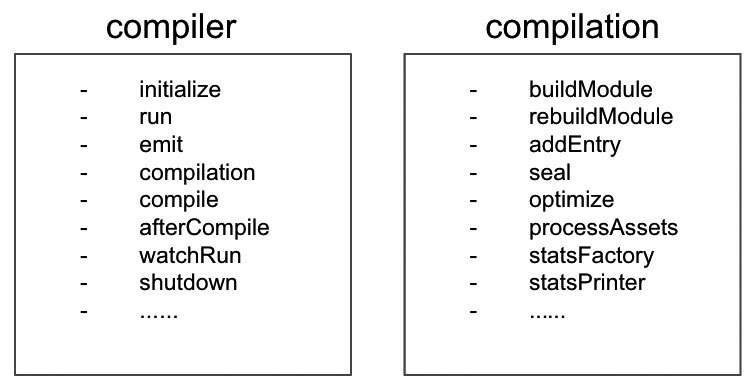 compiler
- initialize
- run
- emit
- compilation
- compile
- afterCompile
- watchRun
- shutdown
- ......
compilation
- buildModule
- rebuildModule
- addEntry
- seal
- optimize
- processAssets
- statsFactory
- statsPrinter
- ......